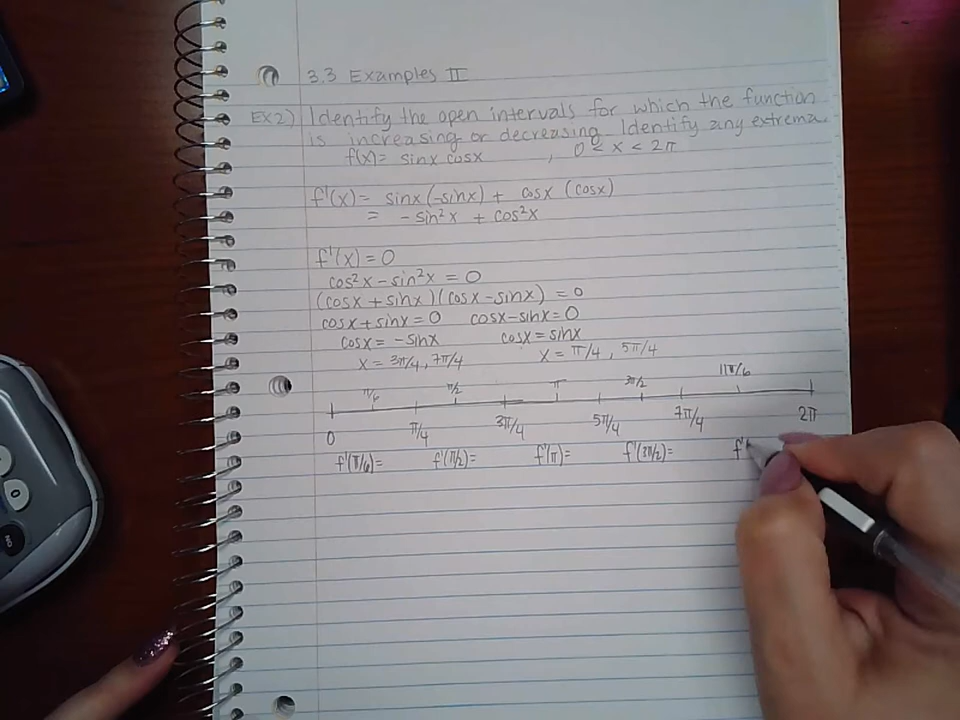 3.3 Examples II
EX2) Identify the open intervals for which the function
is increasing or decreasing. Identify any extrema.
f(x)= sinx cosx , 0 < x < 2π
f'(x)= sinx(-sinx) + cosx (cosx)
= -sin²x + cos²x
f'(x)=0
cos²x - sin²x = 0
(cosx + sinx)(cosx - sinx) = 0
cosx + sinx = 0 cosx - sinx = 0
cosx = -sinx cosx = sinx
x = 3π/4, 7π/4 x = π/4, 5π/4
π/6 π/2 π 3π/2 11π/6
0 π/4 3π/4 5π/4 7π/4 2π
f'(π/6)= f'(π/2)= f'(π)= f'(3π/2)= f'(
NO